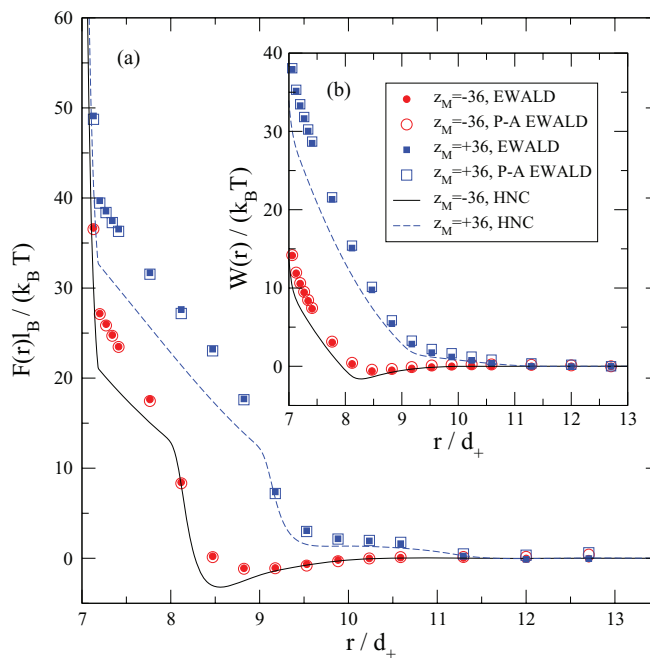 (a)
F(r)l_B / (k_B T)
60
50
40
30
20
10
0
7 8 9 10 11 12 13
r / d_+
(b)
W(r) / (k_B T)
40
20
0
7 8 9 10 11 12 13
r / d_+
z_M=-36, EWALD
z_M=-36, P-A EWALD
z_M=+36, EWALD
z_M=+36, P-A EWALD
z_M=-36, HNC
z_M=+36, HNC